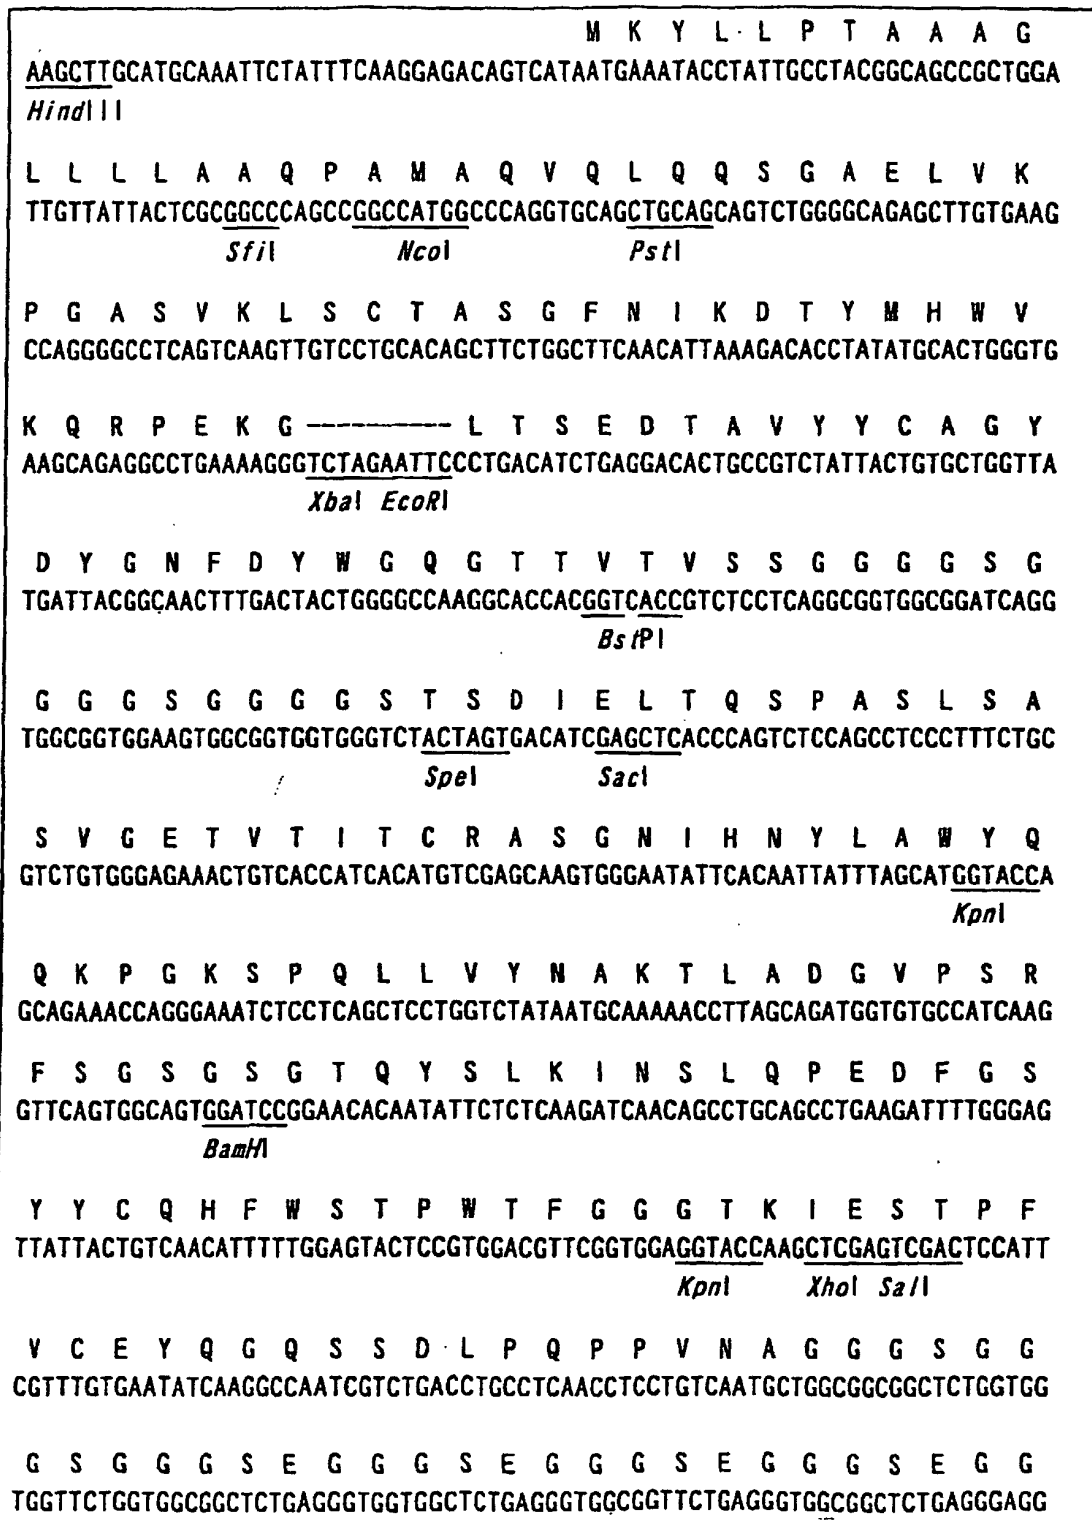 M K Y L L P T A A A G
AAGCTTGCATGCAAATTCTATTTCAAGGAGACAGTCATAATGAAATACCTATTGCCTACGGCAGCCGCTGGA
HindIII
L L L L A A Q P A M A Q V Q L Q Q S G A E L V K
TTGTTATTACTCGCGGCCCAGCCGGCCATGGCCCAGGTGCAGCTGCAGCAGTCTGGGGCAGAGCTTGTGAAG
SfiI NcoI PstI
P G A S V K L S C T A S G F N I K D T Y M H W V
CCAGGGGCCTCAGTCAAGTTGTCCTGCACAGCTTCTGGCTTCAACATTAAAGACACCTATATGCACTGGGTG
K Q R P E K G ---------- L T S E D T A V Y Y C A G Y
AAGCAGAGGCCTGAAAAGGGTCTAGAATTCCCTGACATCTGAGGACACTGCCGTCTATTACTGTGCTGGTTA
XbaI EcoRI
D Y G N F D Y W G Q G T T V T V S S G G G G S G
TGATTACGGCAACTTTGACTACTGGGGCCAAGGCACCACGGTCACCGTCTCCTCAGGCGGTGGCGGATCAGG
BstPI
G G G S G G G G S T S D I E L T Q S P A S L S A
TGGCGGTGGAAGTGGCGGTGGTGGGTCTACTAGTGACATCGAGCTCACCCAGTCTCCAGCCTCCCTTTCTGC
SpeI SacI
S V G E T V T I T C R A S G N I H N Y L A W Y Q
GTCTGTGGGAGAAACTGTCACCATCACATGTCGAGCAAGTGGGAATATTCACAATTATTTAGCATGGTACCA
KpnI
Q K P G K S P Q L L V Y N A K T L A D G V P S R
GCAGAAACCAGGGAAATCTCCTCAGCTCCTGGTCTATAATGCAAAAACCTTAGCAGATGGTGTGCCATCAAG
F S G S G S G T Q Y S L K I N S L Q P E D F G S
GTTCAGTGGCAGTGGATCCGGAACACAATATTCTCTCAAGATCAACAGCCTGCAGCCTGAAGATTTTGGGAG
BamHI
Y Y C Q H F W S T P W T F G G G T K I E S T P F
TTATTACTGTCAACATTTTTGGAGTACTCCGTGGACGTTCGGTGGAGGTACCAAGCTCGAGTCGACTCCATT
KpnI XhoI SalI
V C E Y Q G Q S S D L P Q P P V N A G G G S G G
CGTTTGTGAATATCAAGGCCAATCGTCTGACCTGCCTCAACCTCCTGTCAATGCTGGCGGCGGCTCTGGTGG
G S G G G S E G G G S E G G G S E G G G S E G G
TGGTTCTGGTGGCGGCTCTGAGGGTGGTGGCTCTGAGGGTGGCGGTTCTGAGGGTGGCGGCTCTGAGGGAGG